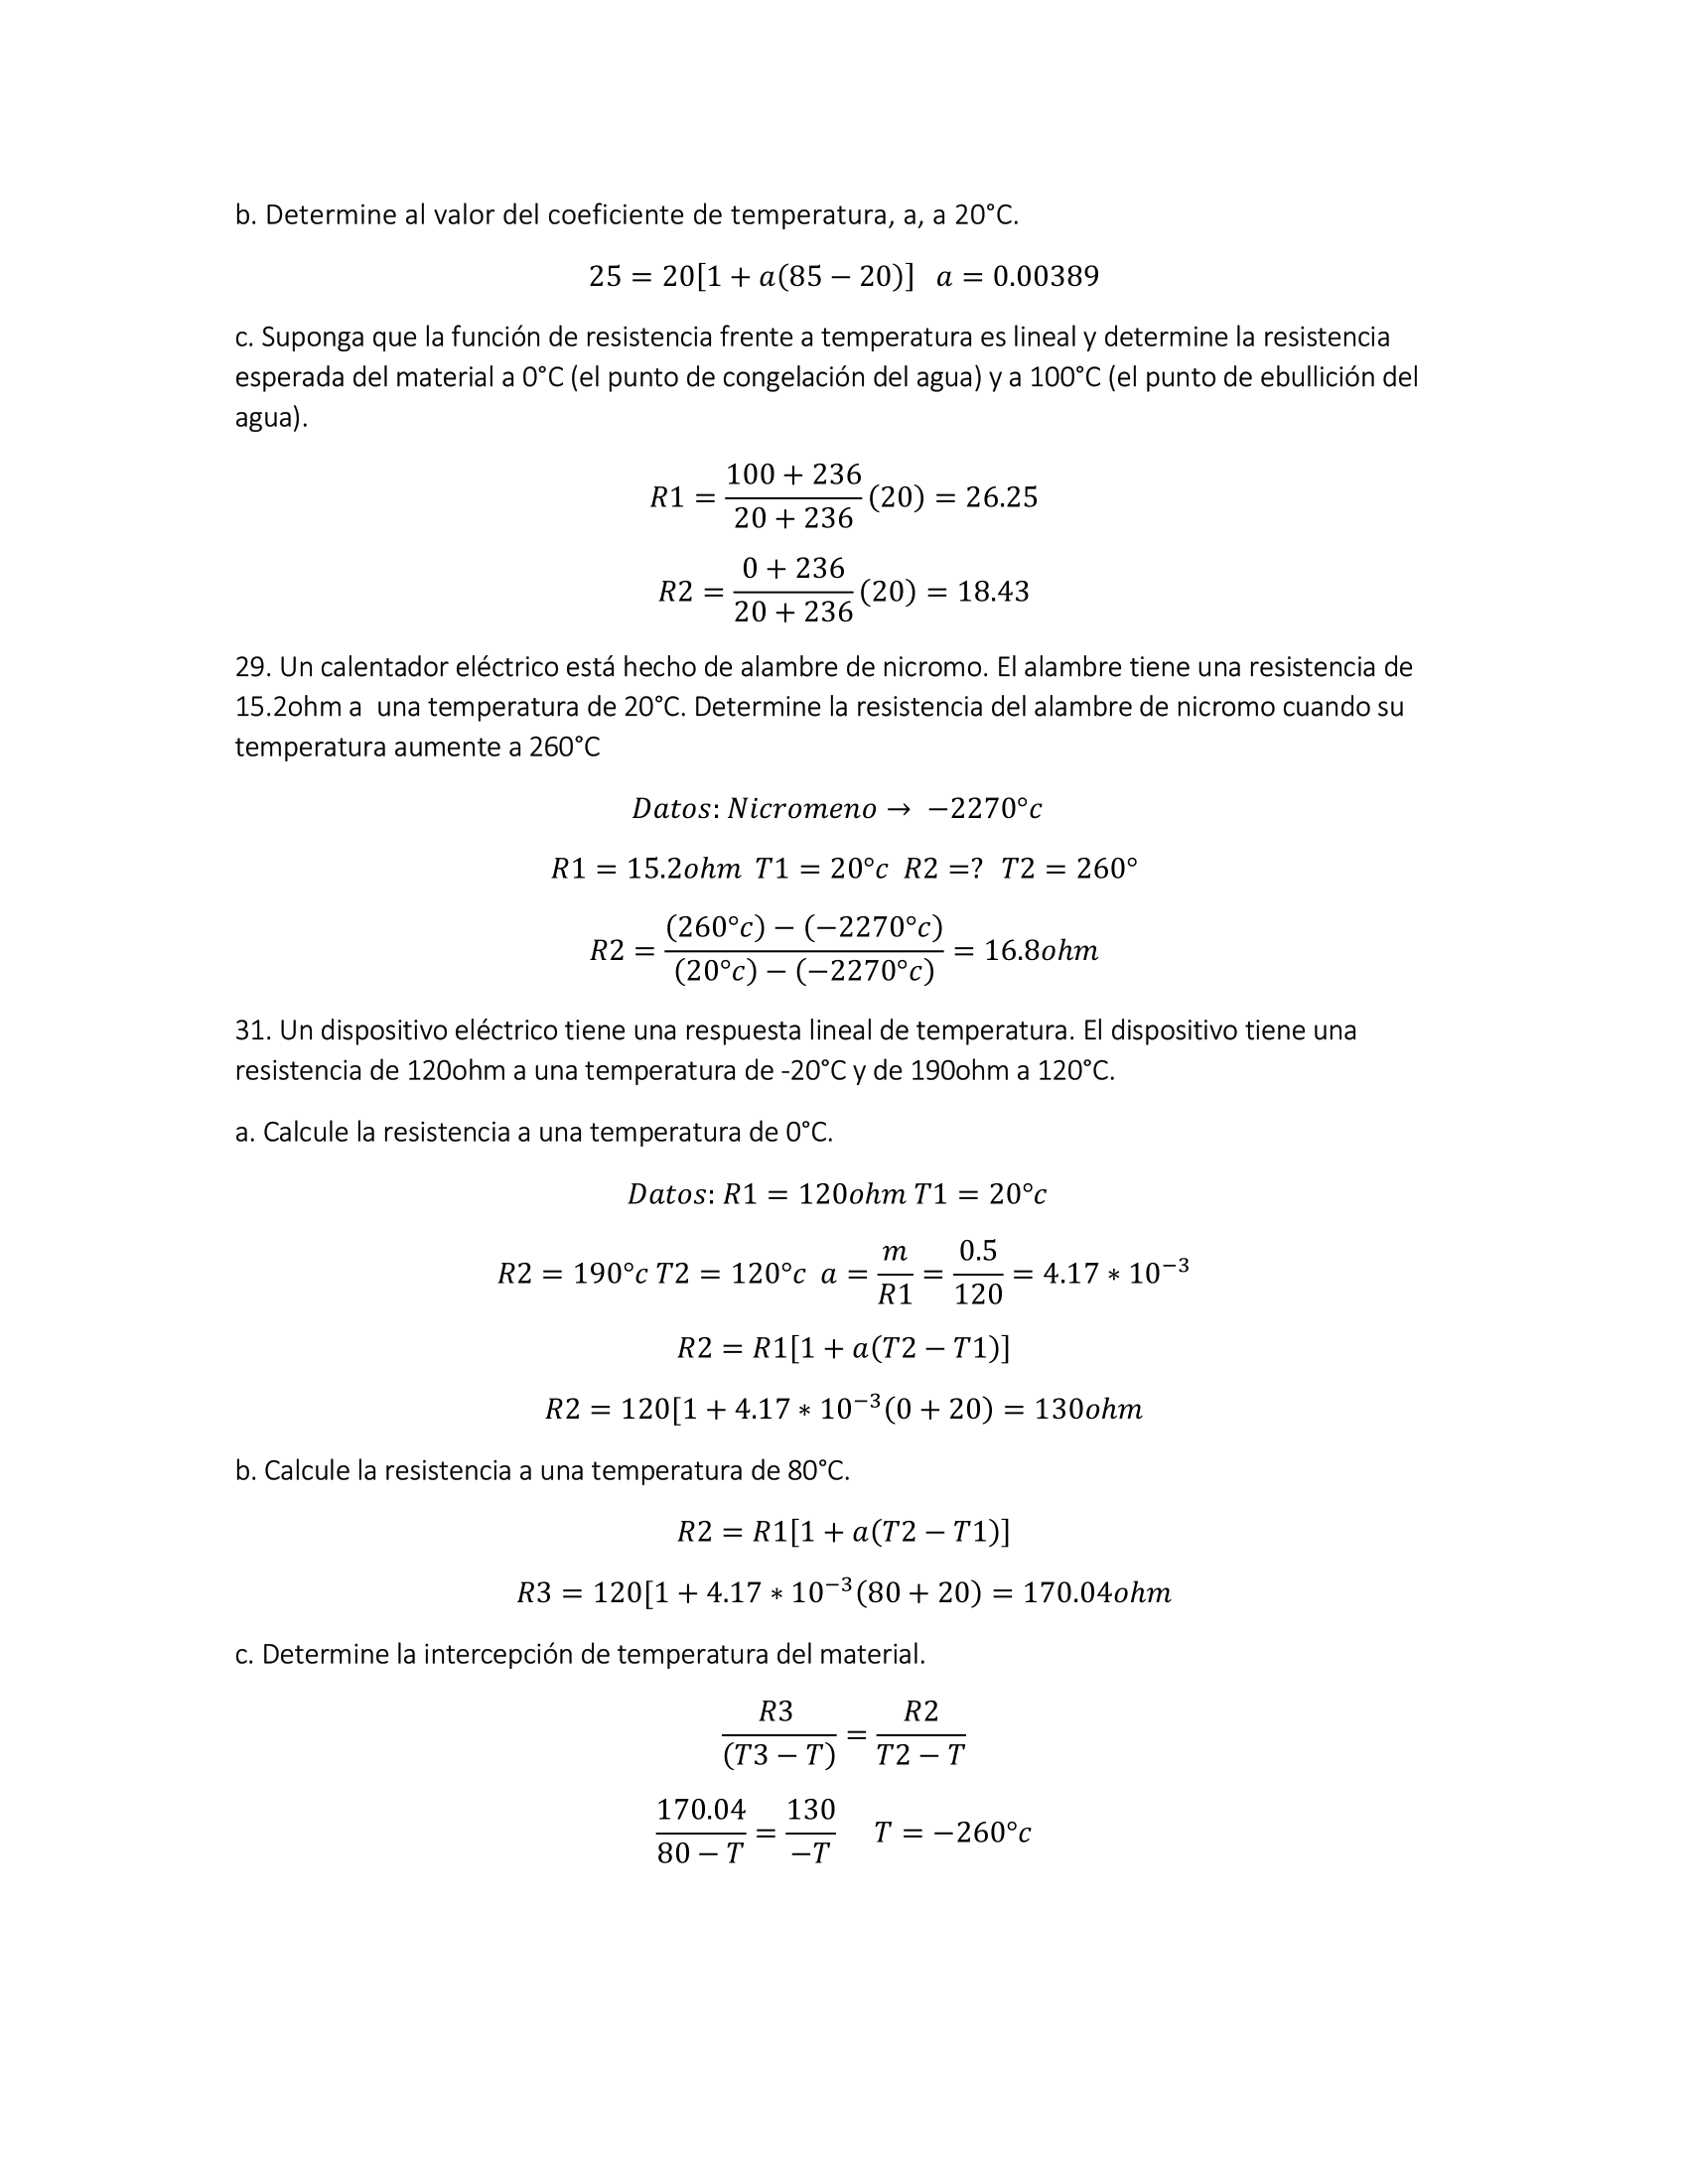 b. Determine al valor del coeficiente de temperatura, a, a 20°C.
25 = 20[1 + a(85 − 20)]   a = 0.00389
c. Suponga que la función de resistencia frente a temperatura es lineal y determine la resistencia
esperada del material a 0°C (el punto de congelación del agua) y a 100°C (el punto de ebullición del
agua).
R1 = \frac{100 + 236}{20 + 236}(20) = 26.25
R2 = \frac{0 + 236}{20 + 236}(20) = 18.43
29. Un calentador eléctrico está hecho de alambre de nicromo. El alambre tiene una resistencia de
15.2ohm a  una temperatura de 20°C. Determine la resistencia del alambre de nicromo cuando su
temperatura aumente a 260°C
Datos: Nicromeno → −2270°c
R1 = 15.2ohm  T1 = 20°c  R2 =?  T2 = 260°
R2 = \frac{(260°c) − (−2270°c)}{(20°c) − (−2270°c)} = 16.8ohm
31. Un dispositivo eléctrico tiene una respuesta lineal de temperatura. El dispositivo tiene una
resistencia de 120ohm a una temperatura de -20°C y de 190ohm a 120°C.
a. Calcule la resistencia a una temperatura de 0°C.
Datos: R1 = 120ohm T1 = 20°c
R2 = 190°c T2 = 120°c  a = \frac{m}{R1} = \frac{0.5}{120} = 4.17 ∗ 10^{−3}
R2 = R1[1 + a(T2 − T1)]
R2 = 120[1 + 4.17 ∗ 10^{−3}(0 + 20) = 130ohm
b. Calcule la resistencia a una temperatura de 80°C.
R2 = R1[1 + a(T2 − T1)]
R3 = 120[1 + 4.17 ∗ 10^{−3}(80 + 20) = 170.04ohm
c. Determine la intercepción de temperatura del material.
\frac{R3}{(T3 − T)} = \frac{R2}{T2 − T}
\frac{170.04}{80 − T} = \frac{130}{−T}   T = −260°c